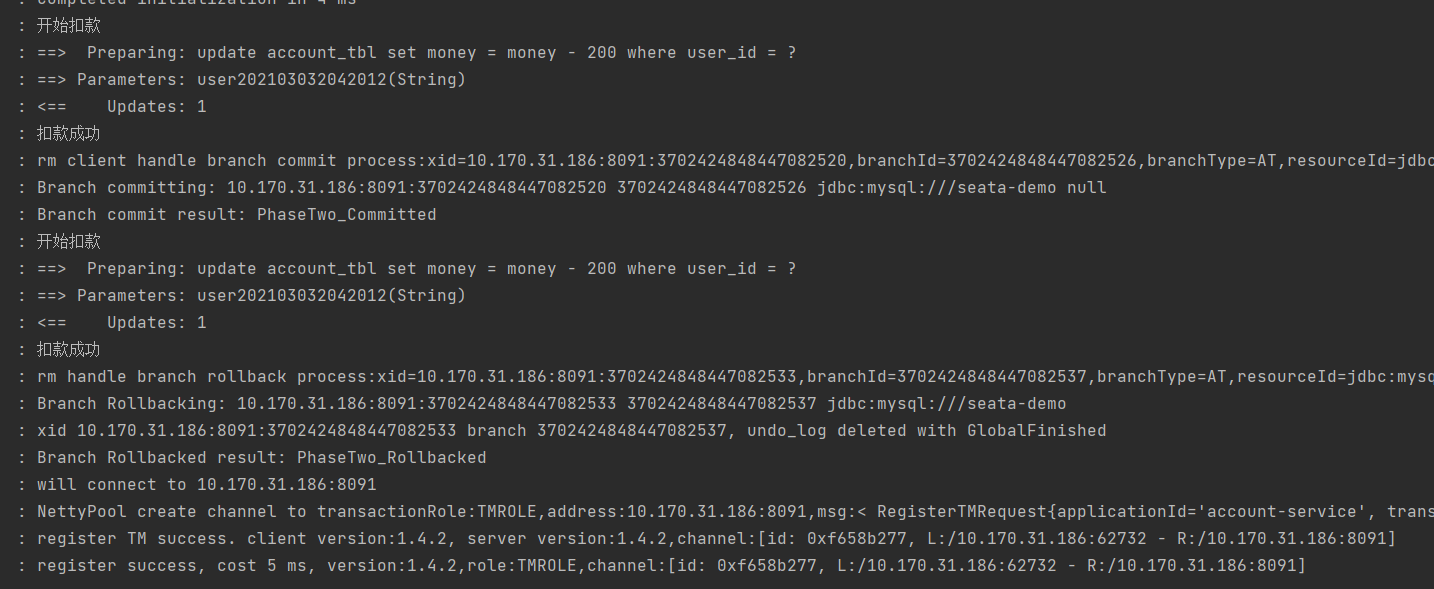 Completed initialization in 4 ms
: 开始扣款
: ==>  Preparing: update account_tbl set money = money - 200 where user_id = ?
: ==> Parameters: user202103032042012(String)
: <==    Updates: 1
: 扣款成功
: rm client handle branch commit process:xid=10.170.31.186:8091:3702424848447082520,branchId=3702424848447082526,branchType=AT,resourceId=jdbc
: Branch committing: 10.170.31.186:8091:3702424848447082520 3702424848447082526 jdbc:mysql:///seata-demo null
: Branch commit result: PhaseTwo_Committed
: 开始扣款
: ==>  Preparing: update account_tbl set money = money - 200 where user_id = ?
: ==> Parameters: user202103032042012(String)
: <==    Updates: 1
: 扣款成功
: rm handle branch rollback process:xid=10.170.31.186:8091:3702424848447082533,branchId=3702424848447082537,branchType=AT,resourceId=jdbc:mysq
: Branch Rollbacking: 10.170.31.186:8091:3702424848447082533 3702424848447082537 jdbc:mysql:///seata-demo
: xid 10.170.31.186:8091:3702424848447082533 branch 3702424848447082537, undo_log deleted with GlobalFinished
: Branch Rollbacked result: PhaseTwo_Rollbacked
: will connect to 10.170.31.186:8091
: NettyPool create channel to transactionRole:TMROLE,address:10.170.31.186:8091,msg:< RegisterTMRequest{applicationId='account-service', trans
: register TM success. client version:1.4.2, server version:1.4.2,channel:[id: 0xf658b277, L:/10.170.31.186:62732 - R:/10.170.31.186:8091]
: register success, cost 5 ms, version:1.4.2,role:TMROLE,channel:[id: 0xf658b277, L:/10.170.31.186:62732 - R:/10.170.31.186:8091]